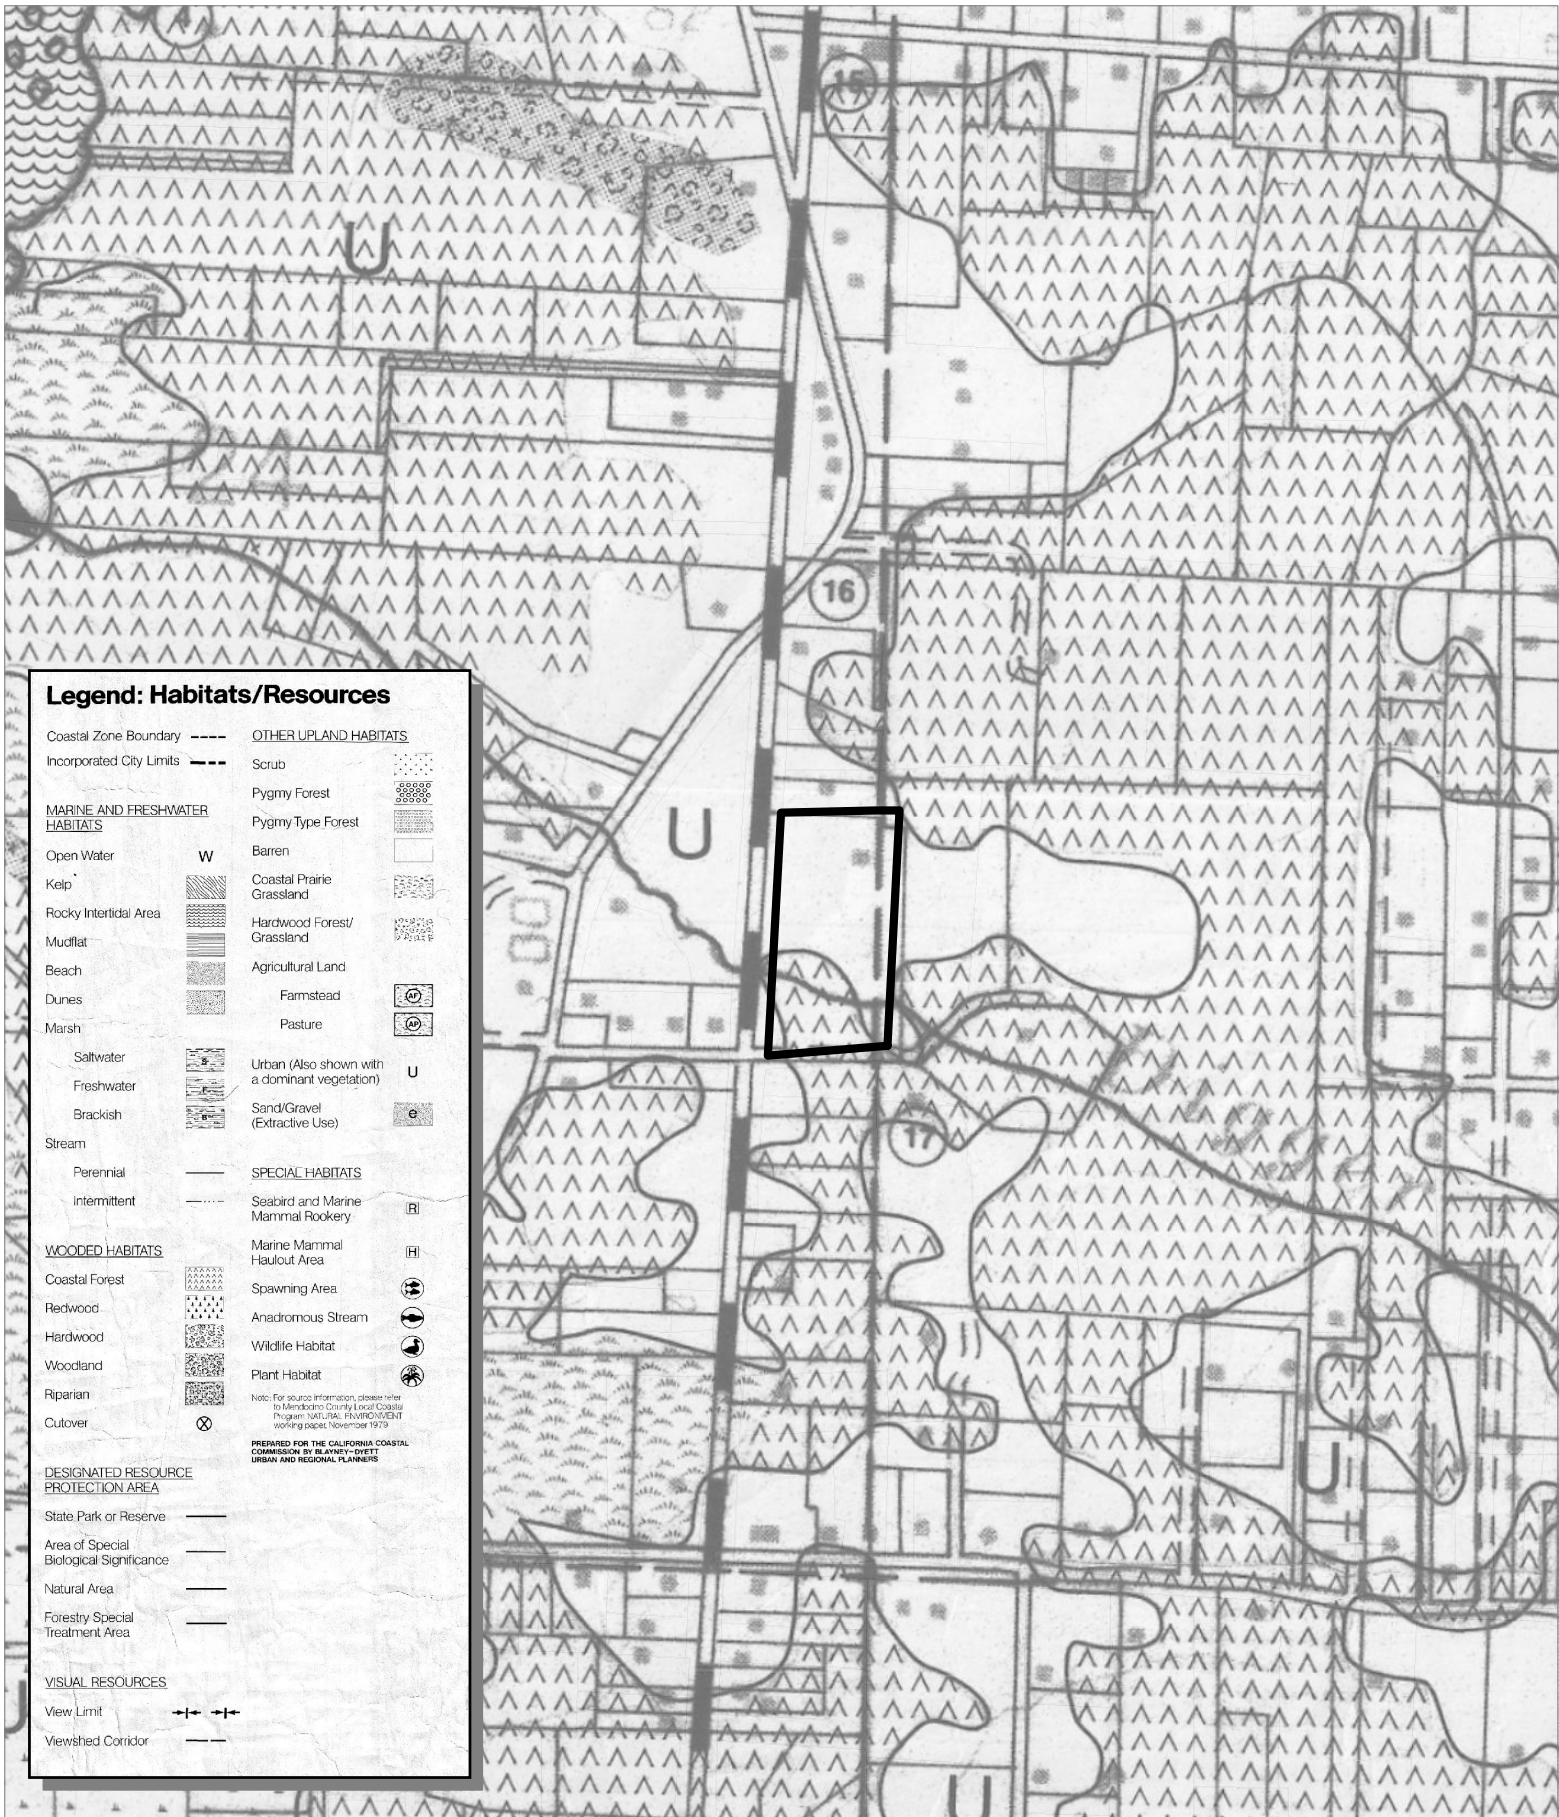 4
15
U
16
U
17
U
U
Legend: Habitats/Resources
Coastal Zone Boundary
Incorporated City Limits
MARINE AND FRESHWATER
HABITATS
Open Water W
Kelp
Rocky Intertidal Area
Mudflat
Beach
Dunes
Marsh
Saltwater S
Freshwater F
Brackish B
Stream
Perennial
Intermittent
WOODED HABITATS
Coastal Forest
Redwood
Hardwood
Woodland
Riparian
Cutover X
DESIGNATED RESOURCE
PROTECTION AREA
State Park or Reserve
Area of Special
Biological Significance
Natural Area
Forestry Special
Treatment Area
VISUAL RESOURCES
View Limit
Viewshed Corridor
OTHER UPLAND HABITATS
Scrub
Pygmy Forest
Pygmy Type Forest
Barren
Coastal Prairie
Grassland
Hardwood Forest/
Grassland
Agricultural Land
Farmstead AF
Pasture AP
Urban (Also shown with
a dominant vegetation) U
Sand/Gravel
(Extractive Use) e
SPECIAL HABITATS
Seabird and Marine
Mammal Rookery R
Marine Mammal
Haulout Area H
Spawning Area
Anadromous Stream
Wildlife Habitat
Plant Habitat
Note: For source information, please refer
to Mendocino County Local Coastal
Program NATURAL ENVIRONMENT
working paper, November 1979
PREPARED FOR THE CALIFORNIA COASTAL
COMMISSION BY BLAYNEY-DYETT
URBAN AND REGIONAL PLANNERS